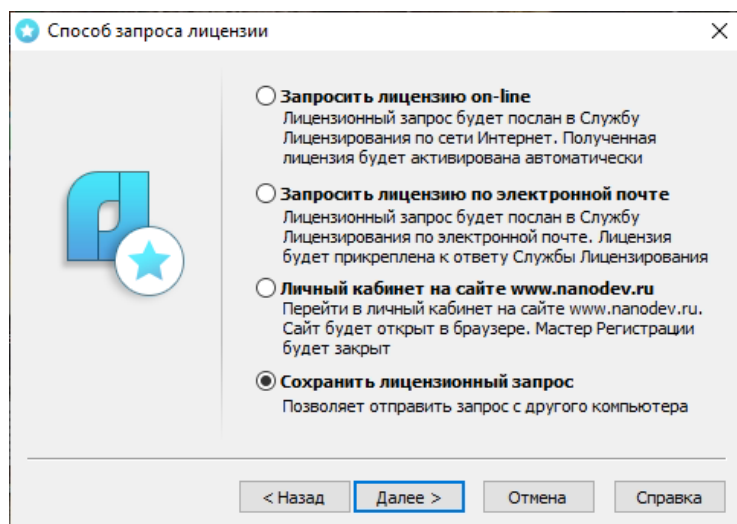 Способ запроса лицензии
Запросить лицензию on-line
Лицензионный запрос будет послан в Службу
Лицензирования по сети Интернет. Полученная
лицензия будет активирована автоматически
Запросить лицензию по электронной почте
Лицензионный запрос будет послан в Службу
Лицензирования по электронной почте. Лицензия
будет прикреплена к ответу Службы Лицензирования
Личный кабинет на сайте www.nanodev.ru
Перейти в личный кабинет на сайте www.nanodev.ru.
Сайт будет открыт в браузере. Мастер Регистрации
будет закрыт
Сохранить лицензионный запрос
Позволяет отправить запрос с другого компьютера
< Назад Далее > Отмена Справка